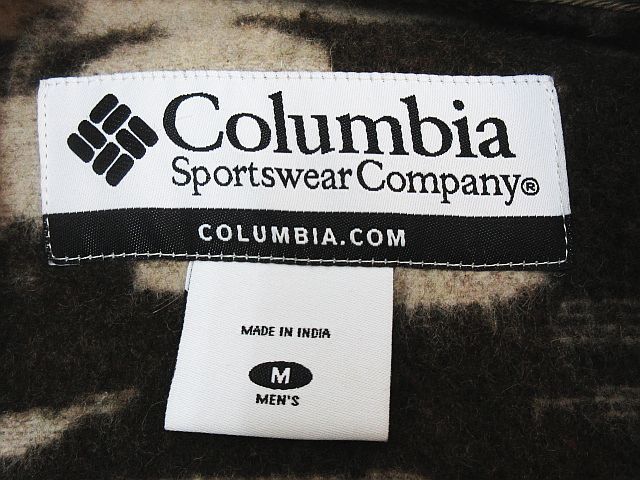 Columbia
Sportswear Company®
COLUMBIA.COM
MADE IN INDIA
M
MEN'S